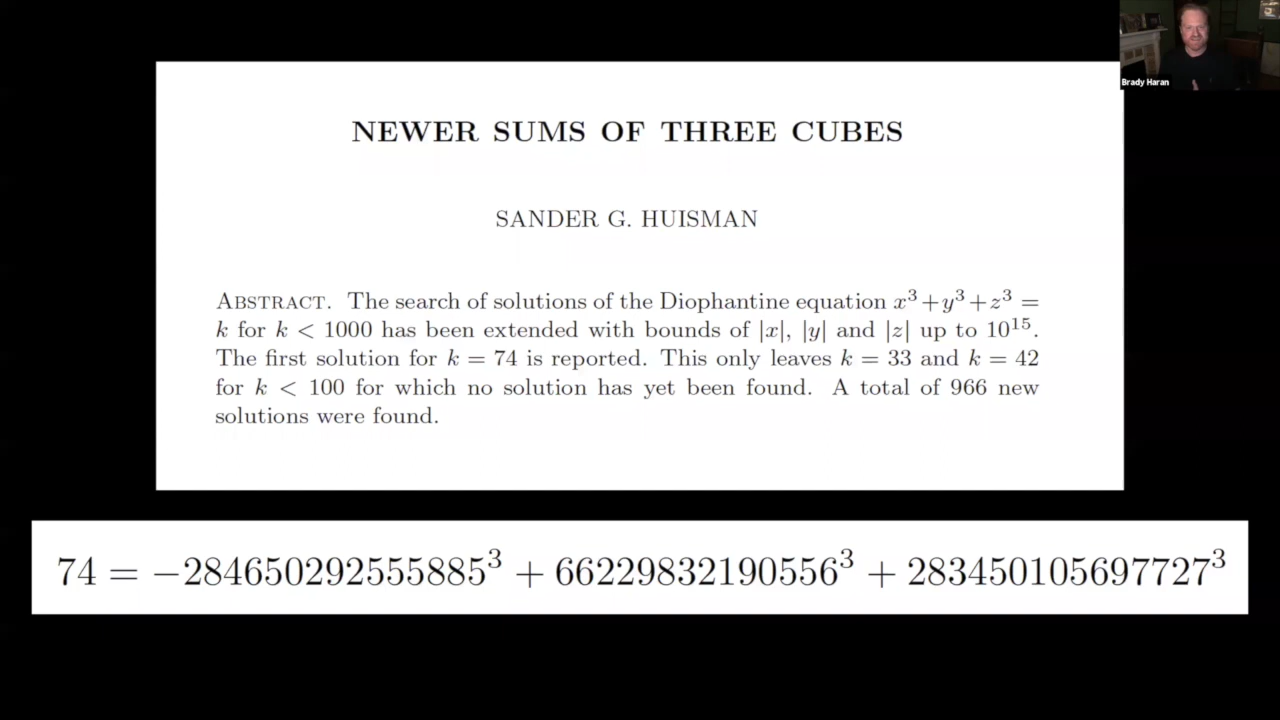 Brady Haran
NEWER SUMS OF THREE CUBES
SANDER G. HUISMAN
ABSTRACT. The search of solutions of the Diophantine equation x³+y³+z³ =
k for k < 1000 has been extended with bounds of |x|, |y| and |z| up to 10¹⁵.
The first solution for k = 74 is reported. This only leaves k = 33 and k = 42
for k < 100 for which no solution has yet been found. A total of 966 new
solutions were found.
74 = −284650292555885³ + 66229832190556³ + 283450105697727³